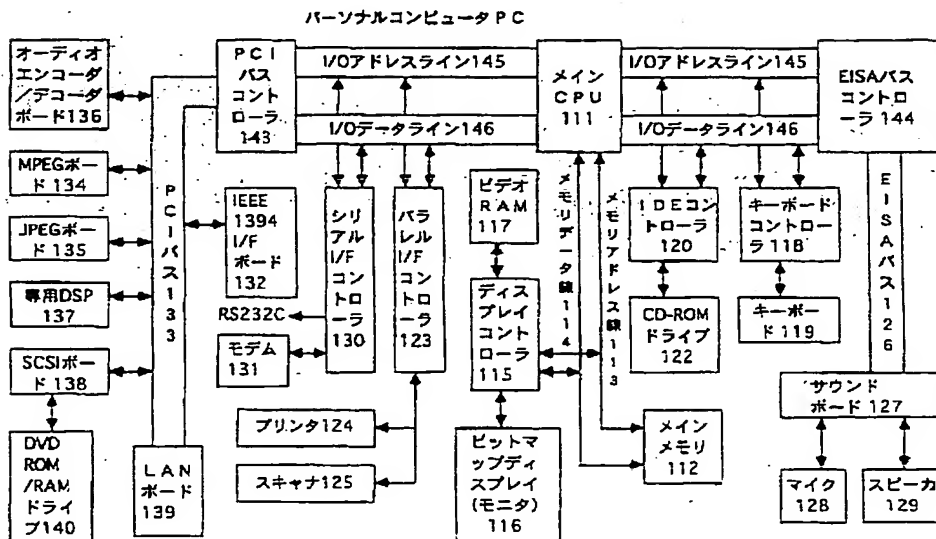 パーソナルコンピュータPC
オーディオ
エンコーダ
/デコーダ
ボード136
MPEGボー
ド 134
JPEGボー
ド 135
専用DSP
137
SCSIボー
ド 138
DVD
ROM
/RAM
ドライ
ブ140
PCI
バス
コント
ローラ
143
PCIバス133
LAN
ボード
139
IEEE
1394
I/F
ボード
132
RS232C
モデム
131
I/Oアドレスライン145
I/Oデータライン146
シリ
アル
I/F
コン
トロ
ーラ
130
パラ
レル
I/F
コン
トロ
ーラ
123
プリンタ124
スキャナ125
メイン
CPU
111
ビデオ
RAM
117
ディス
プレイ
コント
ローラ
115
ビットマ
ップディ
スプレイ
(モニタ)
116
メモリデータ線114
メモリアドレス線113
メイン
メモリ
112
I/Oアドレスライン145
I/Oデータライン146
IDEコン
トローラ
120
CD-ROM
ドライブ
122
キーボード
コントロー
ラ118
キーボー
ド119
EISAバス
コントロ
ーラ 144
EISAバス126
サウンド
ボード 127
マイク
128
スピーカ
129